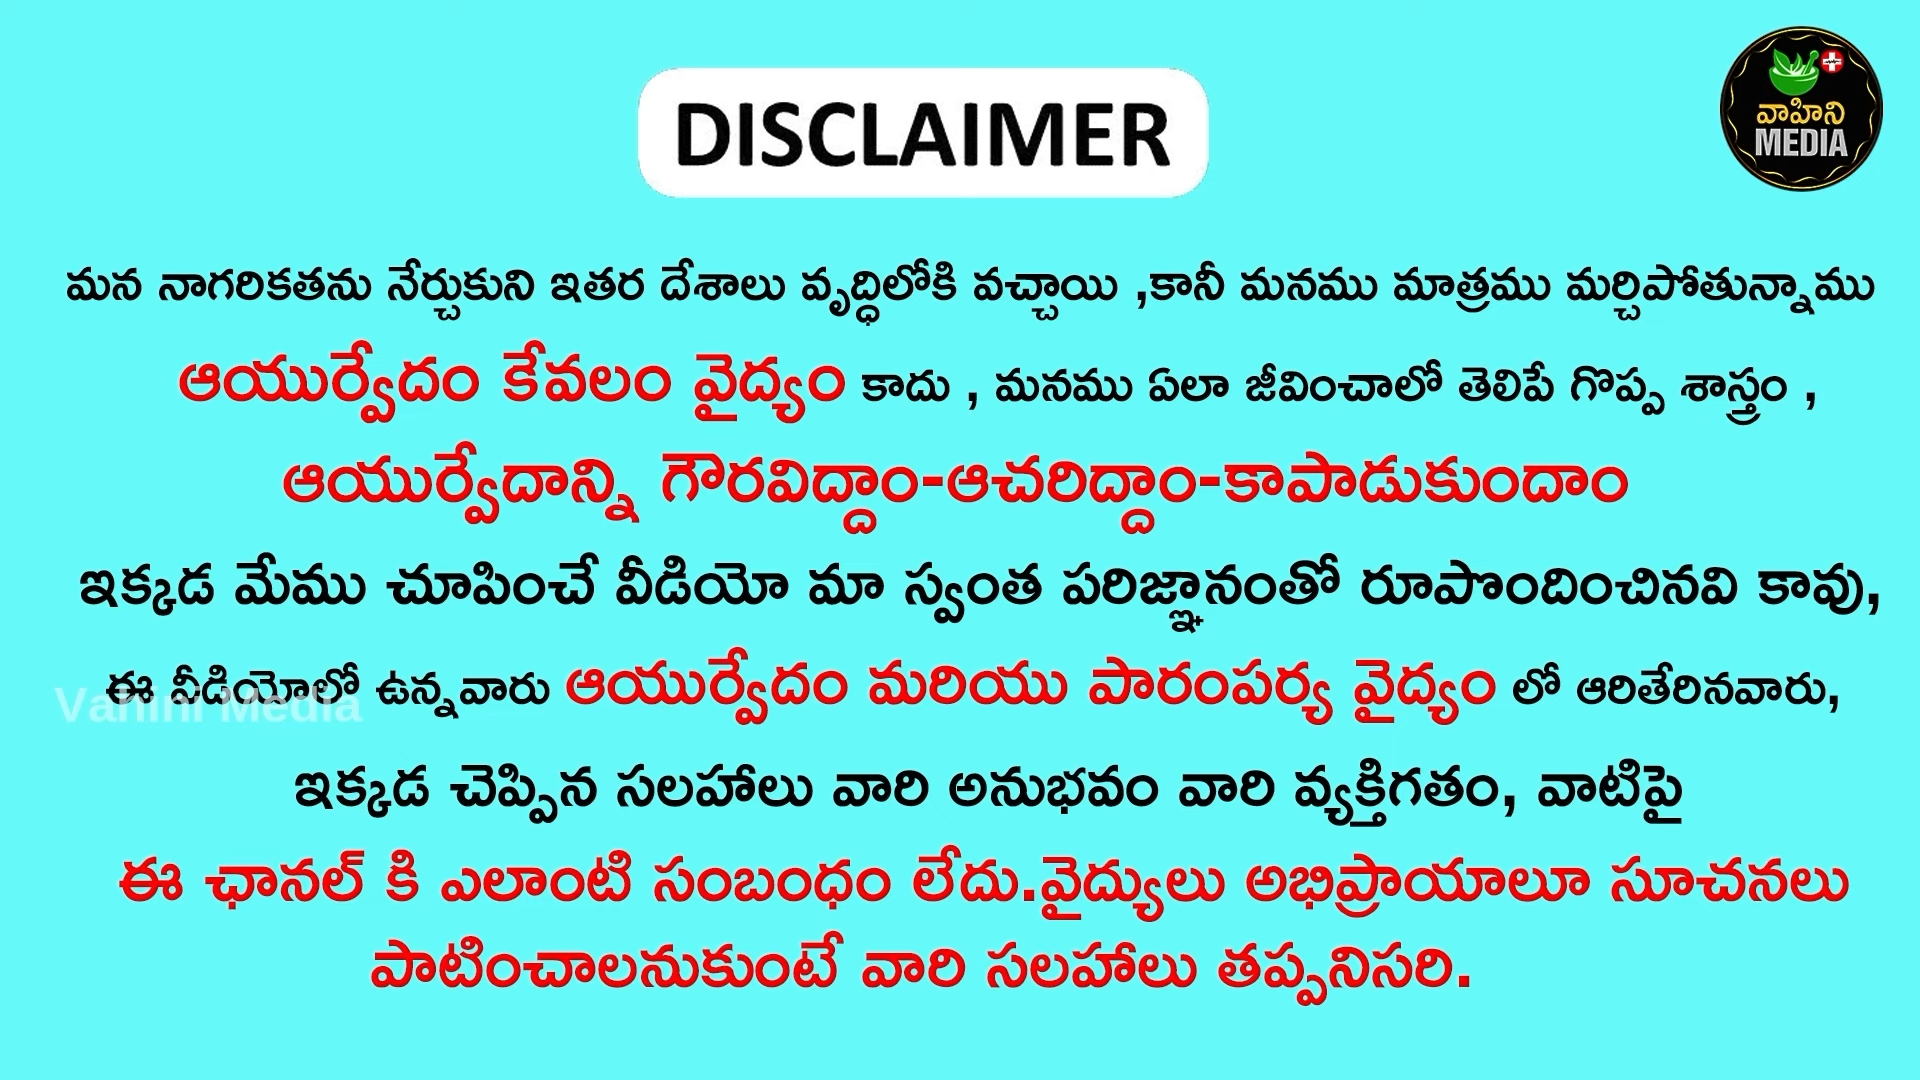 DISCLAIMER
వాహిని
MEDIA
మన నాగరికతను నేర్చుకుని ఇతర దేశాలు వృద్ధిలోకి వచ్చాయి ,కానీ మనము మాత్రము మర్చిపోతున్నాము
ఆయుర్వేదం కేవలం వైద్యం కాదు , మనము ఏలా జీవించాలో తెలిపే గొప్ప శాస్త్రం ,
ఆయుర్వేదాన్ని గౌరవిద్దాం-ఆచరిద్దాం-కాపాడుకుందాం
ఇక్కడ మేము చూపించే వీడియో మా స్వంత పరిజ్ఞానంతో రూపొందించినవి కావు,
ఈ వీడియోలో ఉన్నవారు ఆయుర్వేదం మరియు పారంపర్య వైద్యం లో ఆరితేరినవారు,
Vahini Media
ఇక్కడ చెప్పిన సలహాలు వారి అనుభవం వారి వ్యక్తిగతం, వాటిపై
ఈ ఛానల్ కి ఎలాంటి సంబంధం లేదు.వైద్యులు అభిప్రాయాలూ సూచనలు
పాటించాలనుకుంటే వారి సలహాలు తప్పనిసరి.